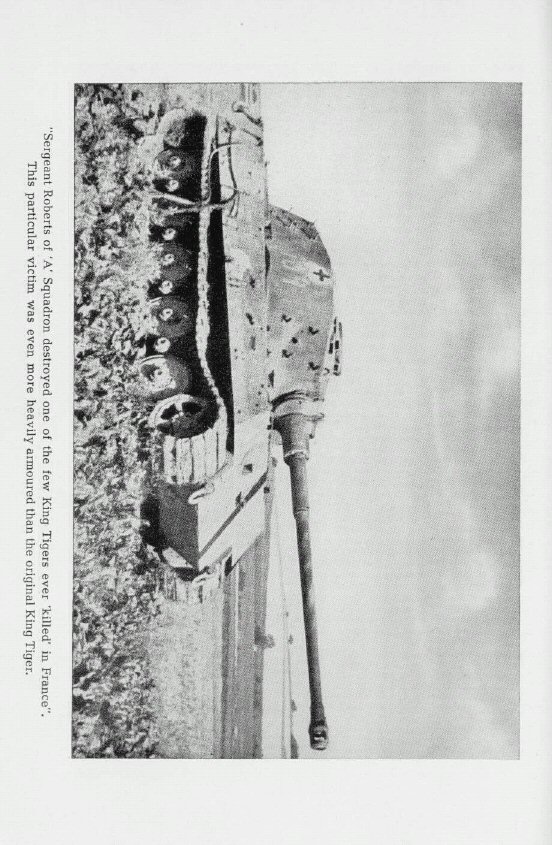 "Sergeant Roberts of 'A' Squadron destroyed one of the few King Tigers ever 'killed' in France".
This particular victim was even more heavily armoured than the original King Tiger.